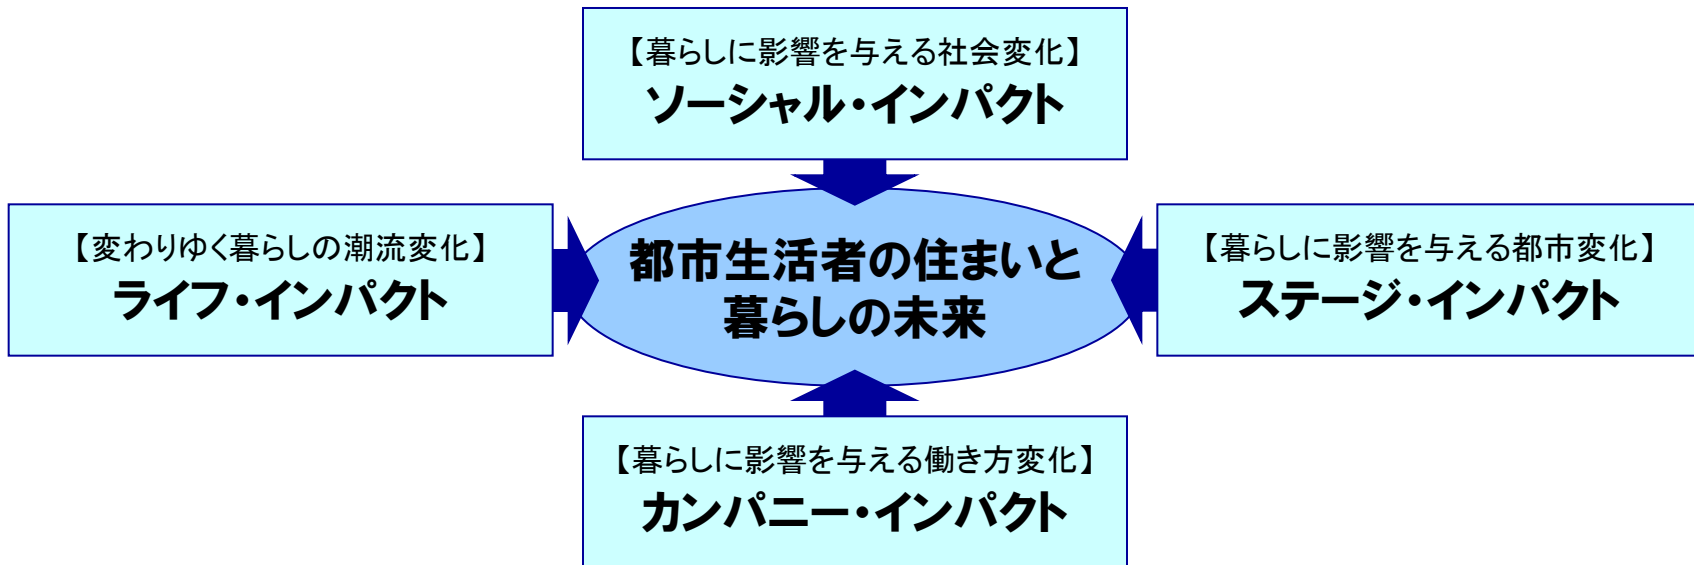 【暮らしに影響を与える社会変化】
ソーシャル・インパクト
【変わりゆく暮らしの潮流変化】
ライフ・インパクト
都市生活者の住まいと
暮らしの未来
【暮らしに影響を与える都市変化】
ステージ・インパクト
【暮らしに影響を与える働き方変化】
カンパニー・インパクト